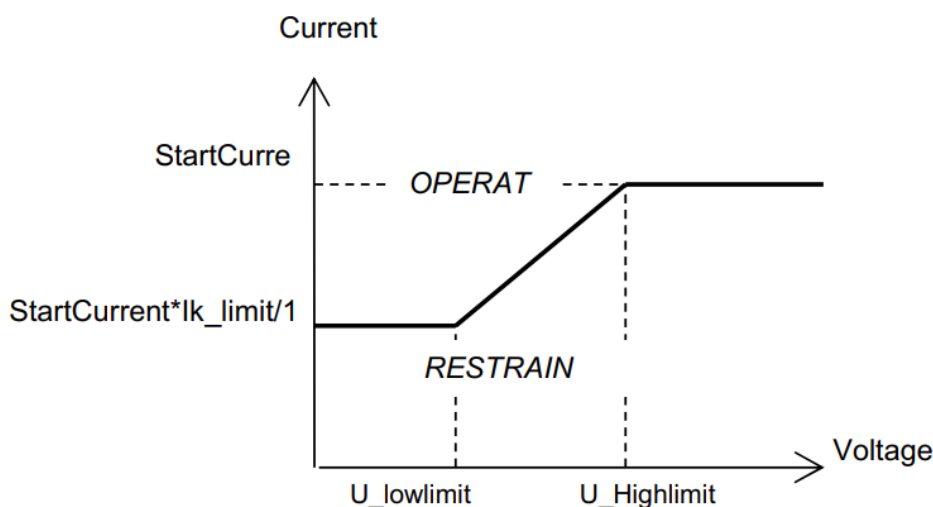 Current
StartCurre
OPERAT
StartCurrent*Ik_limit/1
RESTRAIN
Voltage
U_lowlimit
U_Highlimit